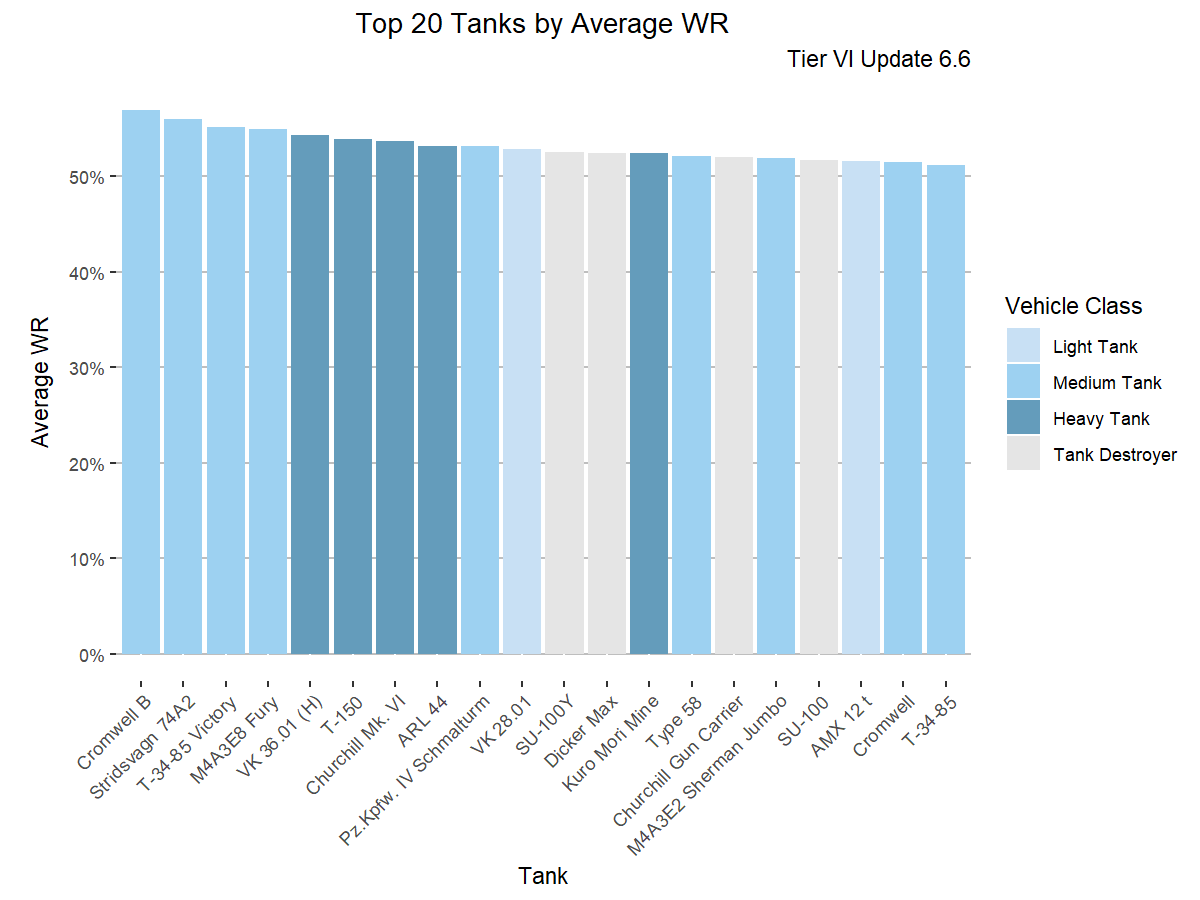 Top 20 Tanks by Average WR
Tier VI Update 6.6
Average WR
50%
40%
30%
20%
10%
0%
Cromwell B
Stridsvagn 74A2
T-34-85 Victory
M4A3E8 Fury
VK 36.01 (H)
T-150
Churchill Mk. VI
ARL 44
Pz.Kpfw. IV Schmalturm
VK 28.01
SU-100Y
Dicker Max
Kuro Mori Mine
Type 58
Churchill Gun Carrier
M4A3E2 Sherman Jumbo
SU-100
AMX 12 t
Cromwell
T-34-85
Tank
Vehicle Class
Light Tank
Medium Tank
Heavy Tank
Tank Destroyer